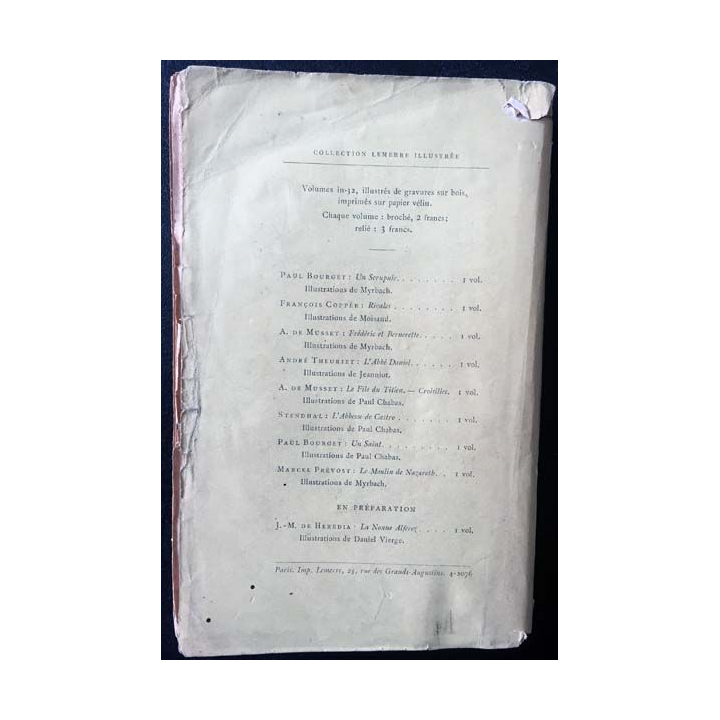 COLLECTION LEMERRE ILLUSTRÉE
Volumes in-32, illustrés de gravures sur bois,
imprimés sur papier vélin.
Chaque volume : broché, 2 francs;
relié : 3 francs.
PAUL BOURGET : Un Scrupule. . . . . . . . 1 vol.
Illustrations de Myrbach.
FRANÇOIS COPPÉE : Rivales . . . . . . . . 1 vol.
Illustrations de Moisand.
A. DE MUSSET : Frédéric et Bernerette. . . . . 1 vol.
Illustrations de Myrbach.
ANDRÉ THEURIET : L'Abbé Daniel. . . . . . 1 vol.
Illustrations de Jeanniot.
A. DE MUSSET : Le Fils du Titien. — Croisilles. 1 vol.
Illustrations de Paul Chabas.
STENDHAL : L'Abbesse de Castro . . . . . . . 1 vol.
Illustrations de Paul Chabas.
PAUL BOURGET : Un Saint. . . . . . . . . 1 vol.
Illustrations de Paul Chabas.
MARCEL PRÉVOST : Le Moulin de Nazareth. . . 1 vol.
Illustrations de Myrbach.
EN PRÉPARATION
J.-M. DE HEREDIA : La Nonne Alferez . . . . 1 vol.
Illustrations de Daniel Vierge.
Paris. Imp. Lemerre, 25, rue des Grands-Augustins. 4-2076